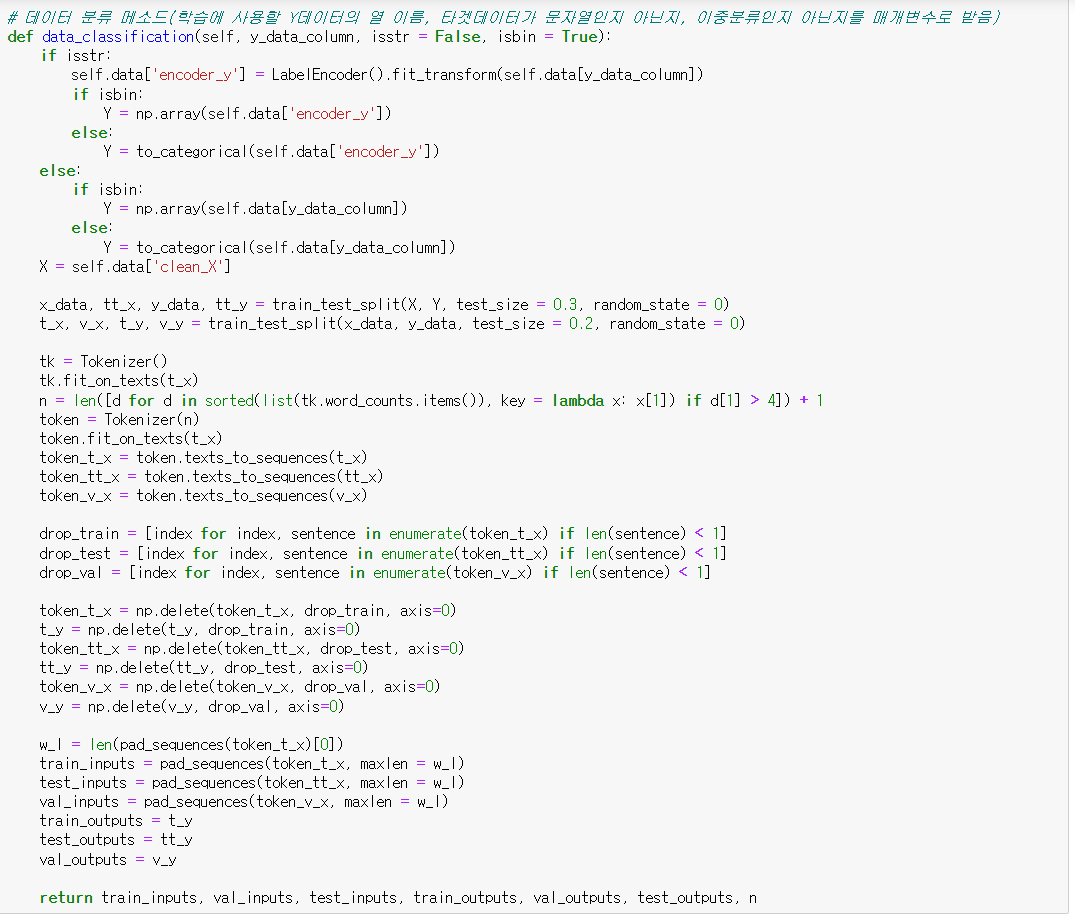 # 데이터 분류 메소드(학습에 사용할 Y데이터의 열 이름, 타겟데이터가 문자열인지 아닌지, 이중분류인지 아닌지를 매개변수로 받음)
def data_classification(self, y_data_column, isstr = False, isbin = True):
    if isstr:
        self.data['encoder_y'] = LabelEncoder().fit_transform(self.data[y_data_column])
        if isbin:
            Y = np.array(self.data['encoder_y'])
        else:
            Y = to_categorical(self.data['encoder_y'])
    else:
        if isbin:
            Y = np.array(self.data[y_data_column])
        else:
            Y = to_categorical(self.data[y_data_column])
    X = self.data['clean_X']

    x_data, tt_x, y_data, tt_y = train_test_split(X, Y, test_size = 0.3, random_state = 0)
    t_x, v_x, t_y, v_y = train_test_split(x_data, y_data, test_size = 0.2, random_state = 0)

    tk = Tokenizer()
    tk.fit_on_texts(t_x)
    n = len([d for d in sorted(list(tk.word_counts.items()), key = lambda x: x[1]) if d[1] > 4]) + 1
    token = Tokenizer(n)
    token.fit_on_texts(t_x)
    token_t_x = token.texts_to_sequences(t_x)
    token_tt_x = token.texts_to_sequences(tt_x)
    token_v_x = token.texts_to_sequences(v_x)

    drop_train = [index for index, sentence in enumerate(token_t_x) if len(sentence) < 1]
    drop_test = [index for index, sentence in enumerate(token_tt_x) if len(sentence) < 1]
    drop_val = [index for index, sentence in enumerate(token_v_x) if len(sentence) < 1]

    token_t_x = np.delete(token_t_x, drop_train, axis=0)
    t_y = np.delete(t_y, drop_train, axis=0)
    token_tt_x = np.delete(token_tt_x, drop_test, axis=0)
    tt_y = np.delete(tt_y, drop_test, axis=0)
    token_v_x = np.delete(token_v_x, drop_val, axis=0)
    v_y = np.delete(v_y, drop_val, axis=0)

    w_l = len(pad_sequences(token_t_x)[0])
    train_inputs = pad_sequences(token_t_x, maxlen = w_l)
    test_inputs = pad_sequences(token_tt_x, maxlen = w_l)
    val_inputs = pad_sequences(token_v_x, maxlen = w_l)
    train_outputs = t_y
    test_outputs = tt_y
    val_outputs = v_y

    return train_inputs, val_inputs, test_inputs, train_outputs, val_outputs, test_outputs, n